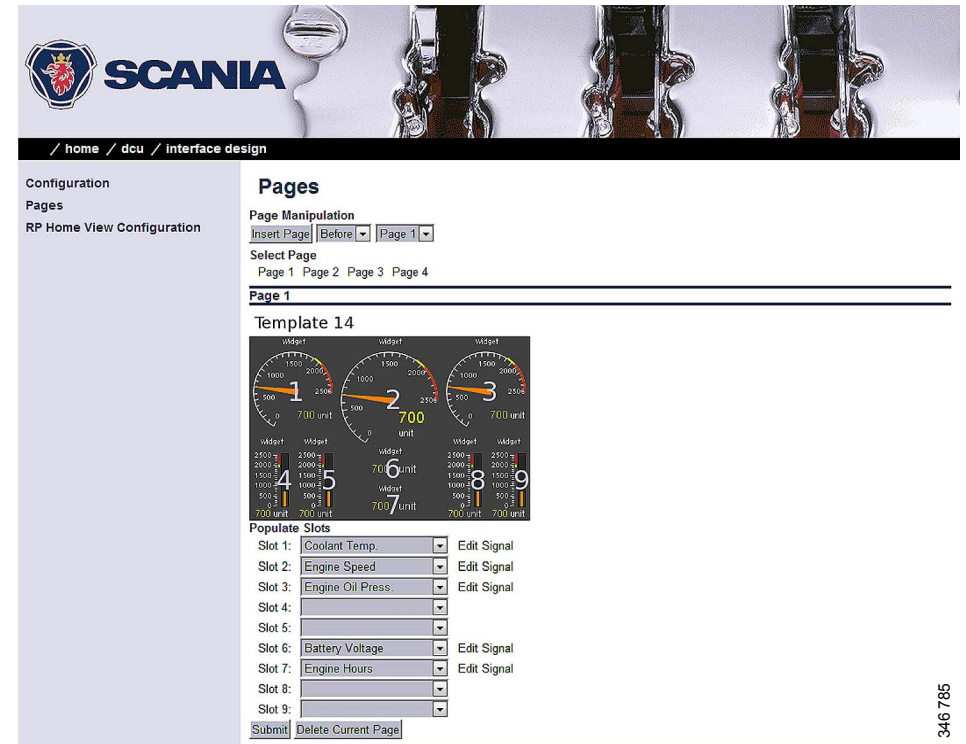 SCANIA
/ home / dcu / interface design
Configuration
Pages
RP Home View Configuration
Pages
Page Manipulation
Insert Page Before Page 1
Select Page
Page 1 Page 2 Page 3 Page 4
Page 1
Template 14
Widget Widget Widget
0 500 1000 1500 2000 2500
1
700 unit
0 500 1000 1500 2000 2500
2
700
unit
0 500 1000 1500 2000 2500
3
700 unit
Widget Widget Widget Widget Widget
2500 2500 2500 2500
2000 2000 2000 2000
1500 1500 1500 1500
1000 1000 1000 1000
500 500 500 500
0 0 0 0
4 5 8 9
700 unit 700 unit 700 unit 700 unit
700 6 unit
Widget
700 7 unit
Populate Slots
Slot 1: Coolant Temp. Edit Signal
Slot 2: Engine Speed Edit Signal
Slot 3: Engine Oil Press. Edit Signal
Slot 4:
Slot 5:
Slot 6: Battery Voltage Edit Signal
Slot 7: Engine Hours Edit Signal
Slot 8:
Slot 9:
Submit Delete Current Page
346 785